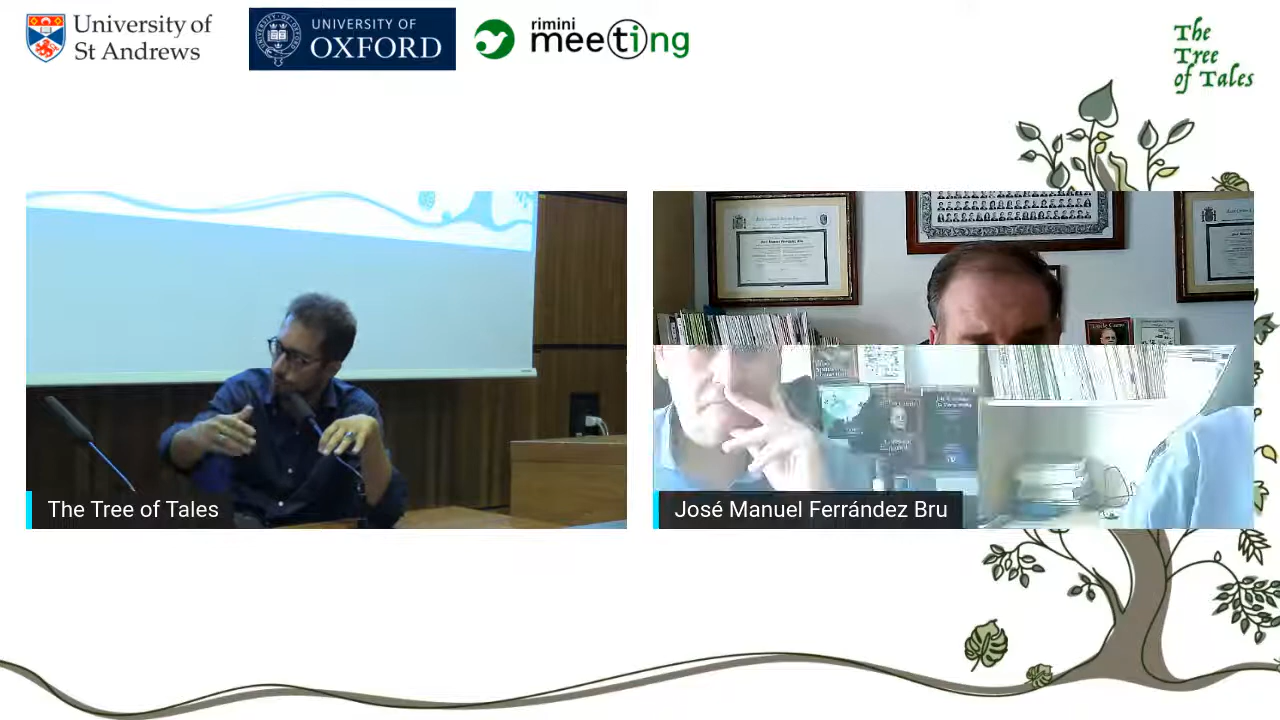 University of
St Andrews
UNIVERSITY OF
OXFORD
rimini
meeting
The
Tree
of Tales
The Tree of Tales
José Manuel Ferrández Bru